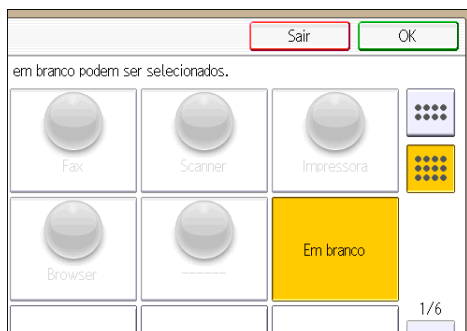 Sair
OK
em branco podem ser selecionados.
Fax
Scanner
Impressora
Browser
------
Em branco
1/6